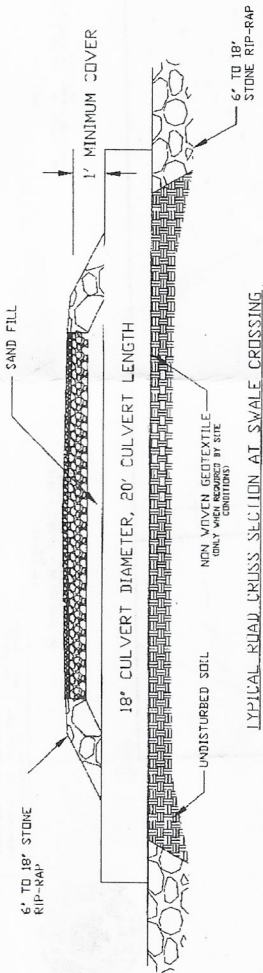 SAND FILL
1' MINIMUM COVER
6' TO 18' STONE
RIP-RAP
18" CULVERT DIAMETER, 20' CULVERT LENGTH
6' TO 18'
STONE RIP-RAP
UNDISTURBED SOIL
NON WOVEN GEOTEXTILE
(ONLY WHEN REQUIRED BY SITE
CONDITIONS)
TYPICAL ROAD CROSS SECTION AT SWALE CROSSING